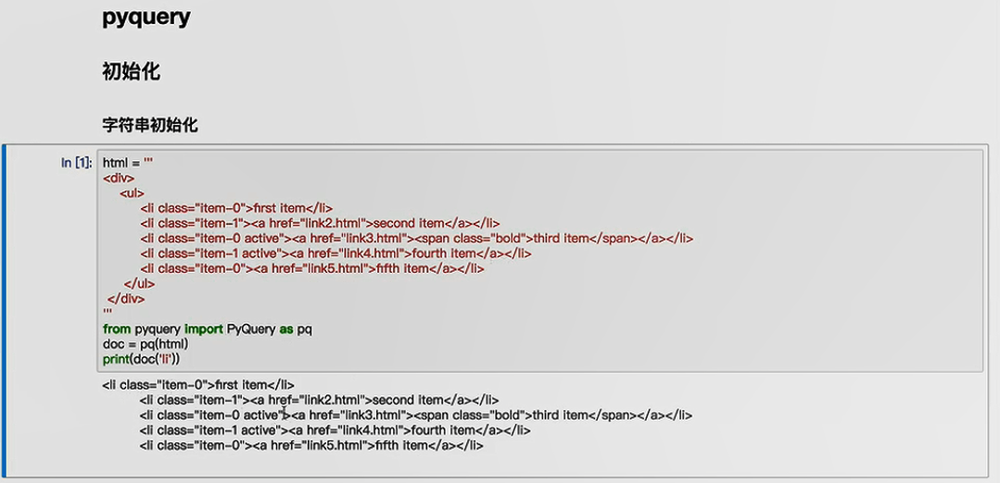 pyquery
初始化
字符串初始化
In [1]: html = '''
<div>
    <ul>
        <li class="item-0">first item</li>
        <li class="item-1"><a href="link2.html">second item</a></li>
        <li class="item-0 active"><a href="link3.html"><span class="bold">third item</span></a></li>
        <li class="item-1 active"><a href="link4.html">fourth item</a></li>
        <li class="item-0"><a href="link5.html">fifth item</a></li>
    </ul>
</div>
'''
from pyquery import PyQuery as pq
doc = pq(html)
print(doc('li'))
<li class="item-0">first item</li>
        <li class="item-1"><a href="link2.html">second item</a></li>
        <li class="item-0 active"><a href="link3.html"><span class="bold">third item</span></a></li>
        <li class="item-1 active"><a href="link4.html">fourth item</a></li>
        <li class="item-0"><a href="link5.html">fifth item</a></li>